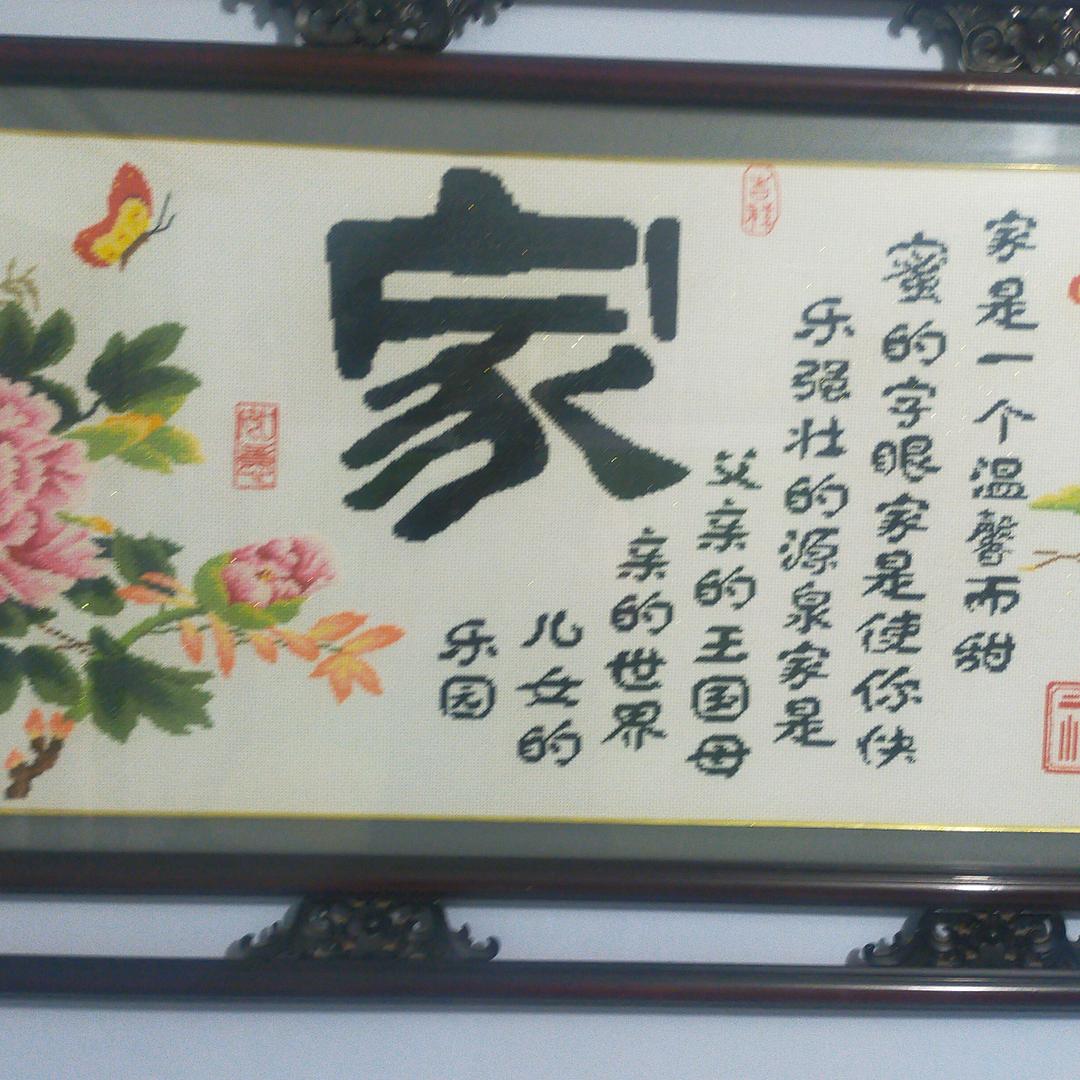 家是一个温馨而甜
蜜的字眼家是使你快
乐强壮的源泉家是
父亲的王国母
亲的世界
儿女的
乐园
吉祥
家